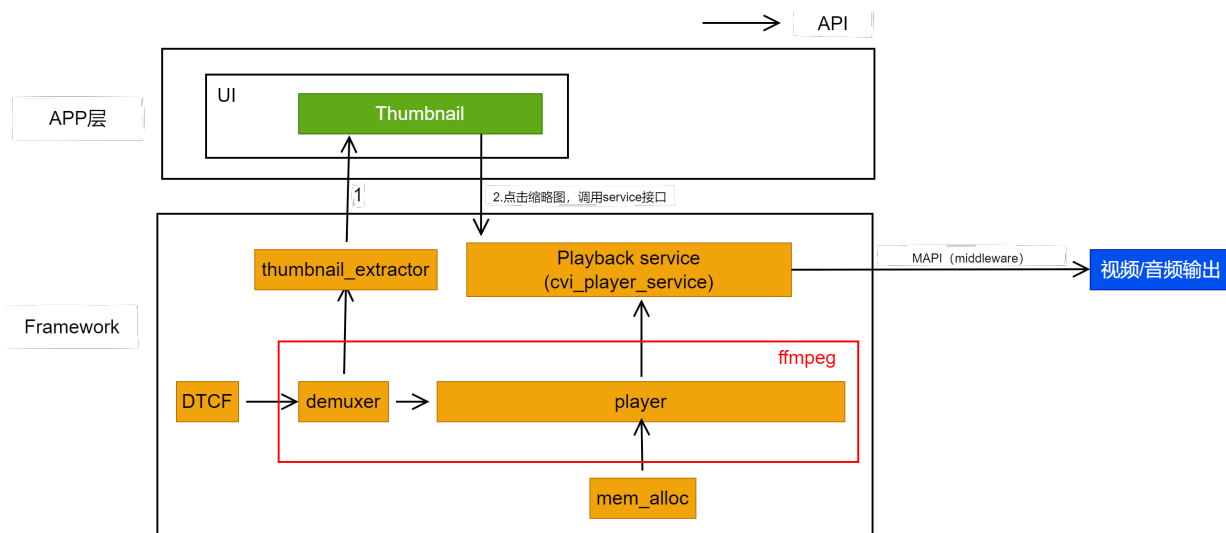 API
UI
Thumbnail
APP层
1
2.点击缩略图，调用service接口
thumbnail_extractor
Playback service
(cvi_player_service)
MAPI（middleware）
视频/音频输出
Framework
ffmpeg
DTCF
demuxer
player
mem_alloc